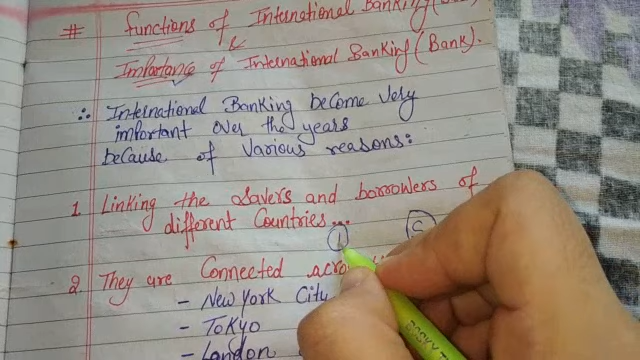 # functions of International Banking
Importance of International Banking (Bank).
∴ International Banking become very
important over the years
because of various reasons:
1. Linking the savers and borrowers of
different Countries...
1 S
2. They are Connected
- New York City
- Tokyo
- London